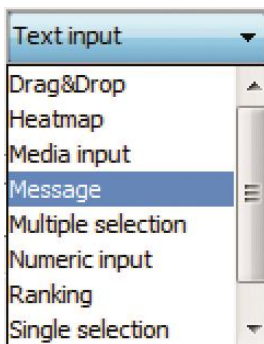 Text input
Drag&Drop
Heatmap
Media input
Message
Multiple selection
Numeric input
Ranking
Single selection